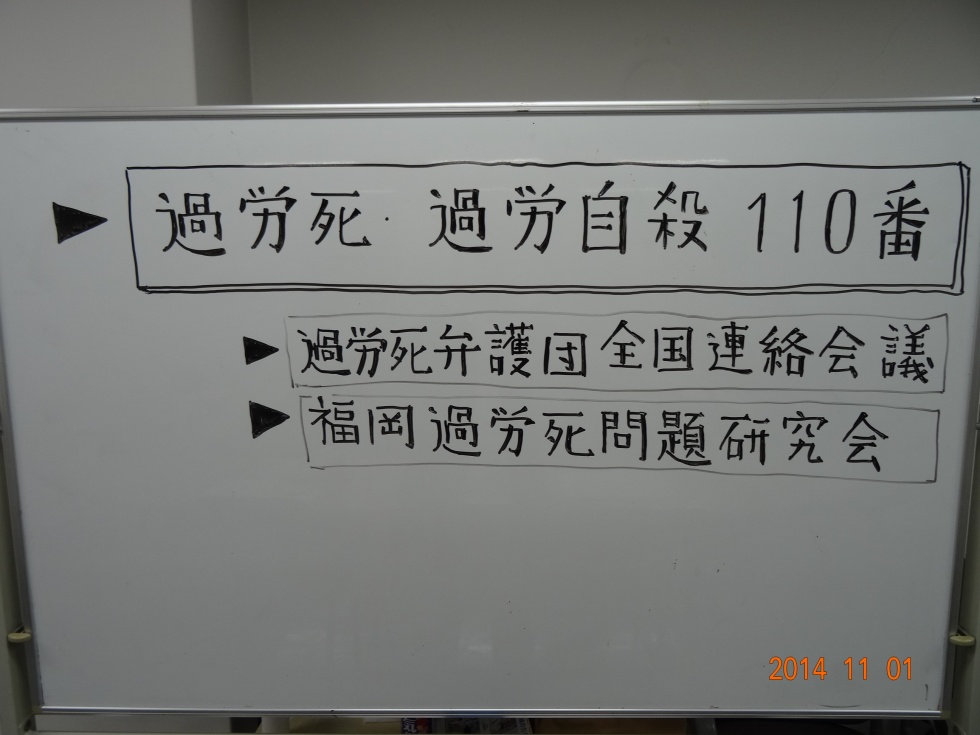 ▶ 過労死・過労自殺 110番
▶ 過労死弁護団全国連絡会議
▶ 福岡過労死問題研究会
2014 11 01